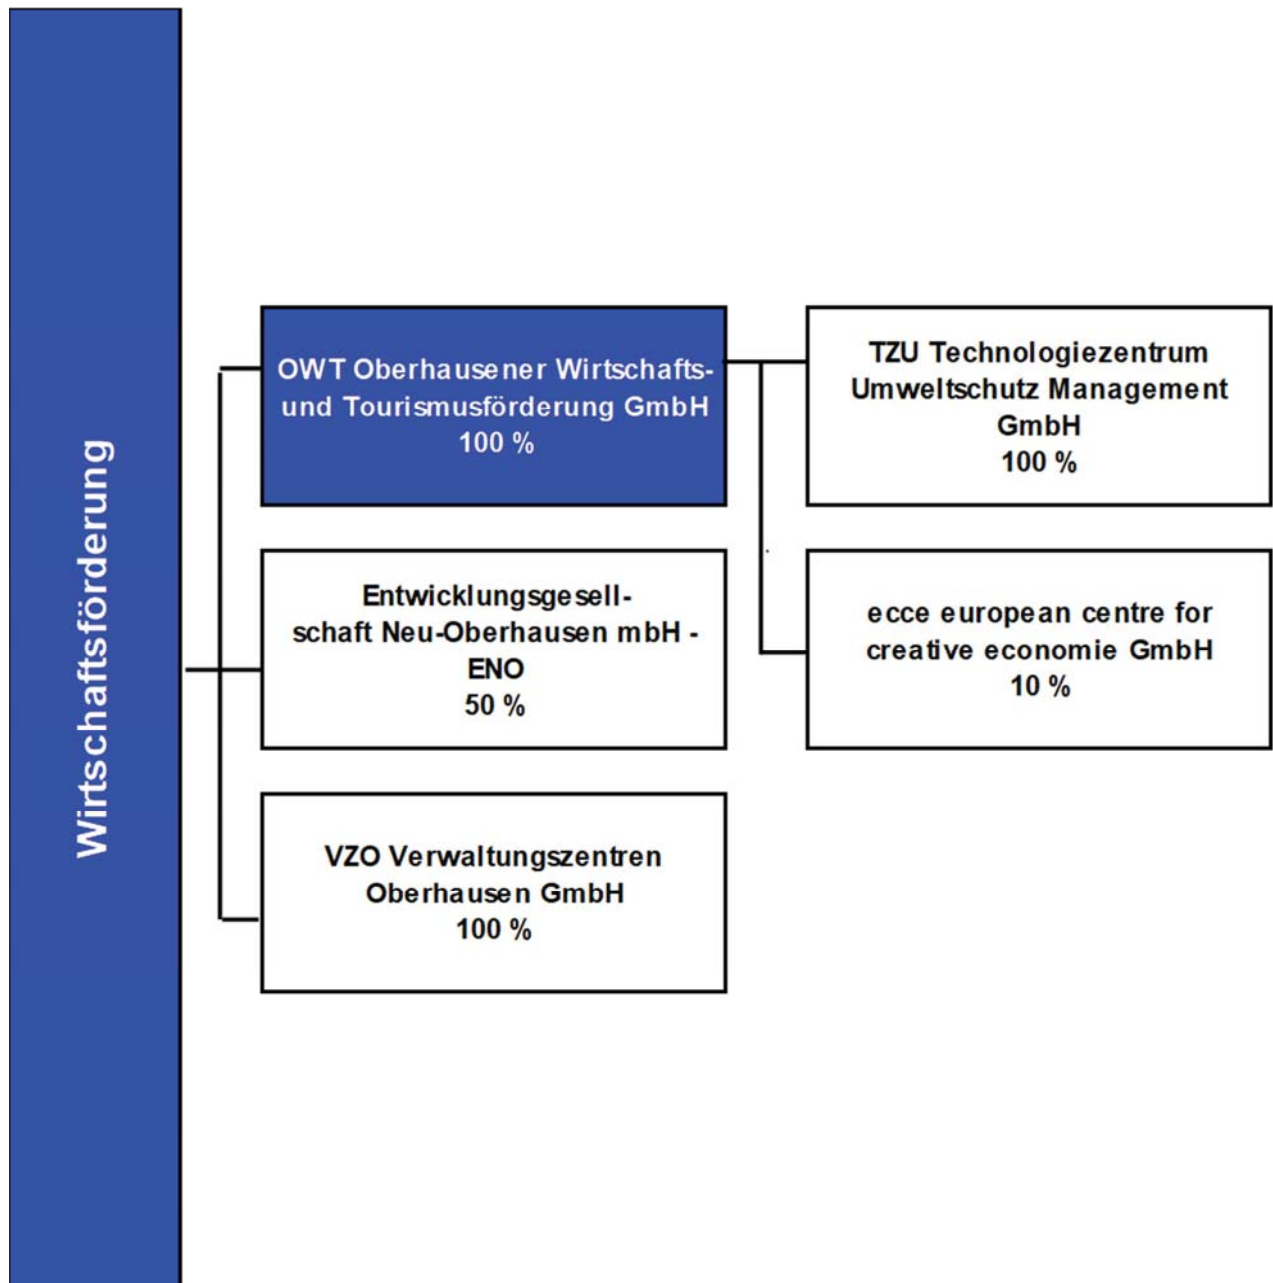 Wirtschaftsförderung
OWT Oberhausener Wirtschafts-
und Tourismusförderung GmbH
100 %
Entwicklungsgesell-
schaft Neu-Oberhausen mbH -
ENO
50 %
VZO Verwaltungszentren
Oberhausen GmbH
100 %
TZU Technologiezentrum
Umweltschutz Management
GmbH
100 %
ecce european centre for
creative economie GmbH
10 %